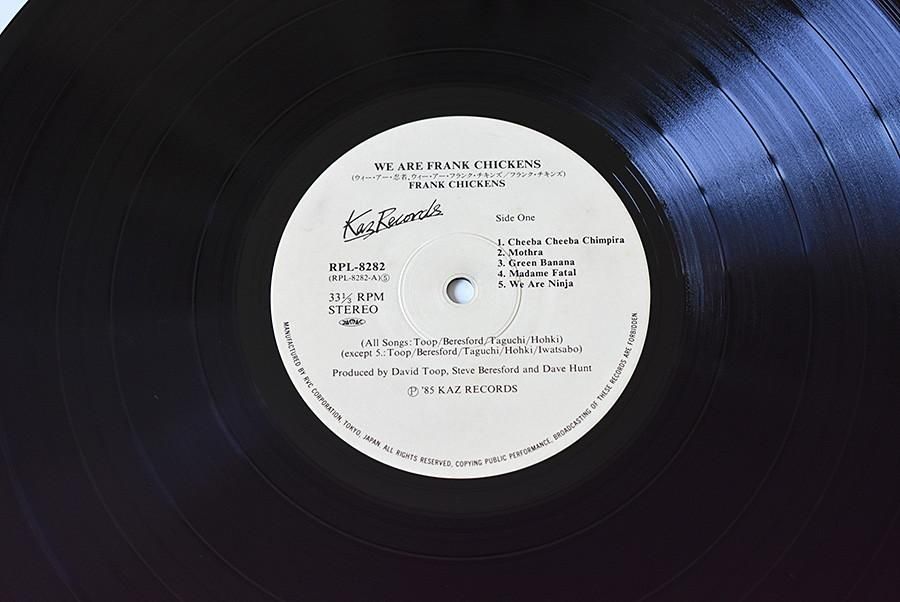 WE ARE FRANK CHICKENS
(ウィー・アー・忍者、ウィー・アー・フランク・チキンズ／フランク・チキンズ)
FRANK CHICKENS
Kaz Records
Side One
1. Cheeba Cheeba Chimpira
2. Mothra
3. Green Banana
4. Madame Fatal
5. We Are Ninja
RPL-8282
(RPL-8282-A)Ⓢ
33⅓ RPM
STEREO
JASRAC
(All Songs: Toop/Beresford/Taguchi/Hohki)
(except 5.: Toop/Beresford/Taguchi/Hohki/Iwatsabo)
Produced by David Toop, Steve Beresford and Dave Hunt
Ⓟ '85 KAZ RECORDS
MANUFACTURED BY RVC CORPORATION, TOKYO, JAPAN. ALL RIGHTS RESERVED, COPYING PUBLIC PERFORMANCE, BROADCASTING OF THESE RECORDS ARE FORBIDDEN